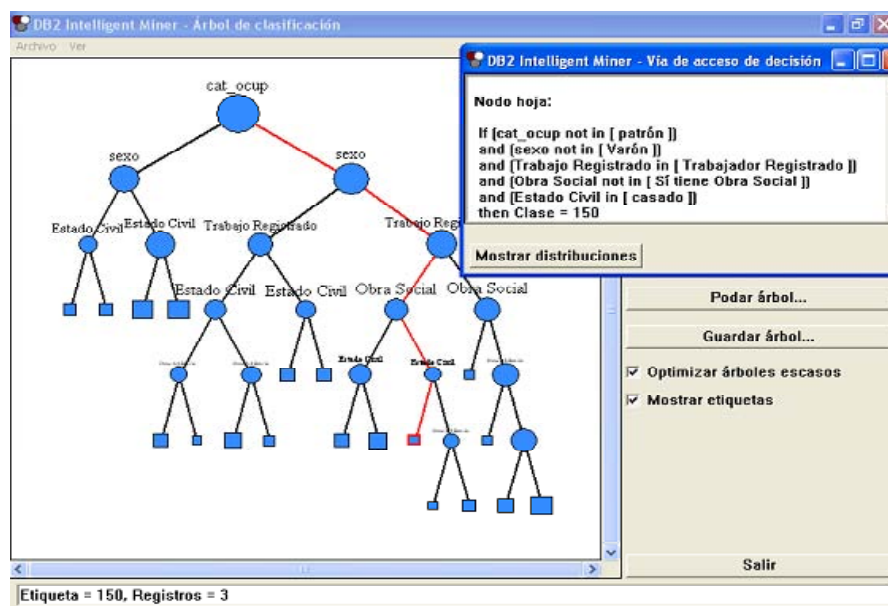 DB2 Intelligent Miner - Árbol de clasificación
Archivo Ver
DB2 Intelligent Miner - Vía de acceso de decisión
Nodo hoja:
If (cat_ocup not in [ patrón ])
and (sexo not in [ Varón ])
and (Trabajo Registrado in [ Trabajador Registrado ])
and (Obra Social not in [ Sí tiene Obra Social ])
and (Estado Civil in [ casado ])
then Clase = 150
Mostrar distribuciones
cat_ocup
sexo
sexo
Estado Civil
Estado Civil
Trabajo Registrado
Trabajo Reg
Estado Civil
Estado Civil
Obra Social
Obra Social
Estado Civil
Estado Civil
Podar árbol...
Guardar árbol...
Optimizar árboles escasos
Mostrar etiquetas
Salir
Etiqueta = 150, Registros = 3